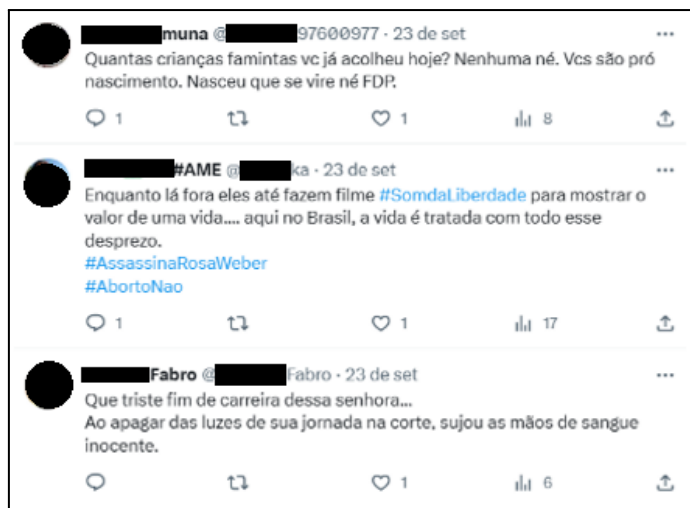 muna @ 97600977 · 23 de set
Quantas crianças famintas vc já acolheu hoje? Nenhuma né. Vcs são pró
nascimento. Nasceu que se vire né FDP.
1 1 8
#AME @ ka · 23 de set
Enquanto lá fora eles até fazem filme #SomdaLiberdade para mostrar o
valor de uma vida.... aqui no Brasil, a vida é tratada com todo esse
desprezo.
#AssassinaRosaWeber
#AbortoNao
1 1 17
Fabro @ Fabro · 23 de set
Que triste fim de carreira dessa senhora...
Ao apagar das luzes de sua jornada na corte, sujou as mãos de sangue
inocente.
1 6